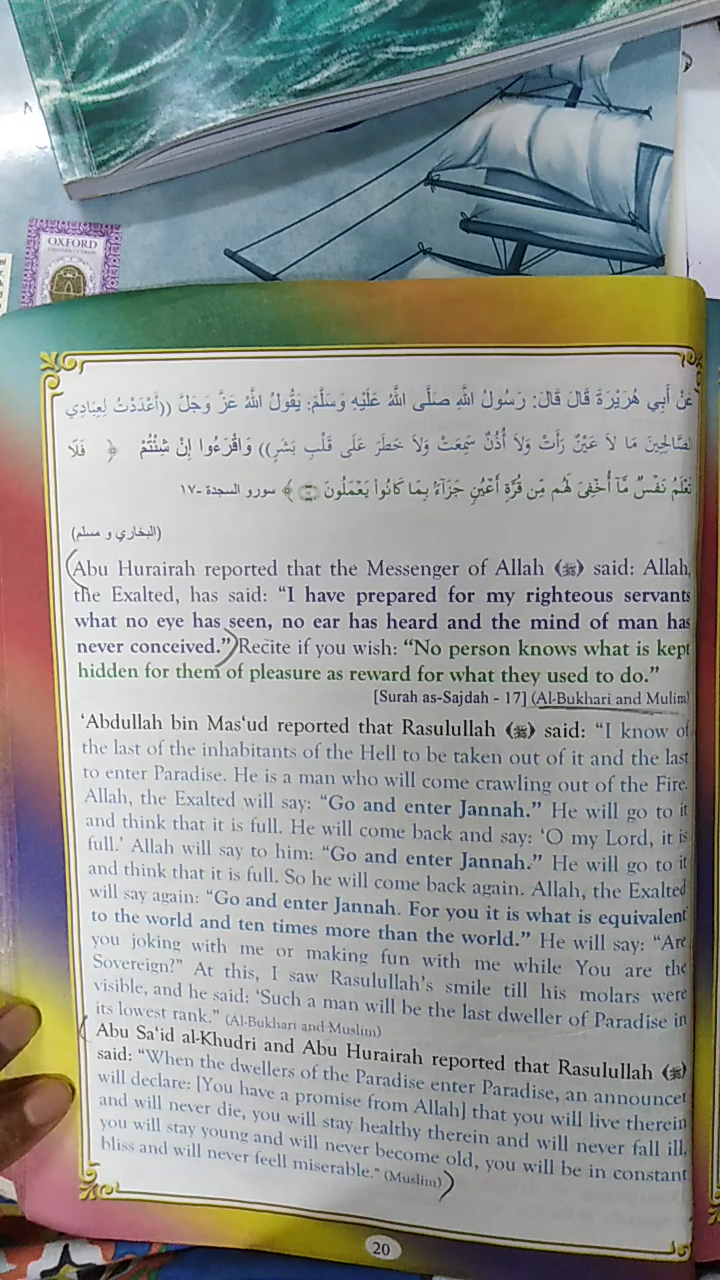 OXFORD
عَنْ أَبِي هُرَيْرَةَ قَالَ قَالَ: رَسُولُ اللَّهِ صَلَّى اللَّهُ عَلَيْهِ وَسَلَّمَ: يَقُولُ اللَّهُ عَزَّ وَجَلَّ ((أَعْدَدْتُ لِعِبَادِي
الصَّالِحِينَ مَا لاَ عَيْنٌ رَأَتْ وَلاَ أُذُنٌ سَمِعَتْ وَلاَ خَطَرَ عَلَى قَلْبِ بَشَرٍ)) وَاقْرَءُوا إِنْ شِئْتُمْ ﴿ فَلَا
تَعْلَمُ نَفْسٌ مَّآ أُخْفِىَ لَهُم مِّن قُرَّةِ أَعْيُنٍ جَزَآءً بِمَا كَانُوا۟ يَعْمَلُونَ ﴾ سورو السجدة -١٧
(البخاري و مسلم)
Abu Hurairah reported that the Messenger of Allah (ﷺ) said: Allah,
the Exalted, has said: “I have prepared for my righteous servants
what no eye has seen, no ear has heard and the mind of man has
never conceived.” Recite if you wish: “No person knows what is kept
hidden for them of pleasure as reward for what they used to do.”
[Surah as-Sajdah - 17] (Al-Bukhari and Mulim)
‘Abdullah bin Mas‘ud reported that Rasulullah (ﷺ) said: “I know of
the last of the inhabitants of the Hell to be taken out of it and the last
to enter Paradise. He is a man who will come crawling out of the Fire.
Allah, the Exalted will say: “Go and enter Jannah.” He will go to it
and think that it is full. He will come back and say: ‘O my Lord, it is
full.’ Allah will say to him: “Go and enter Jannah.” He will go to it
and think that it is full. So he will come back again. Allah, the Exalted
will say again: “Go and enter Jannah. For you it is what is equivalent
to the world and ten times more than the world.” He will say: “Are
you joking with me or making fun with me while You are the
Sovereign?” At this, I saw Rasulullah’s smile till his molars were
visible, and he said: ‘Such a man will be the last dweller of Paradise in
its lowest rank.” (Al-Bukhari and Muslim)
Abu Sa‘id al-Khudri and Abu Hurairah reported that Rasulullah (ﷺ)
said: “When the dwellers of the Paradise enter Paradise, an announcer
will declare: [You have a promise from Allah] that you will live therein
and will never die, you will stay healthy therein and will never fall ill,
you will stay young and will never become old, you will be in constant
bliss and will never feell miserable.” (Muslim)
20